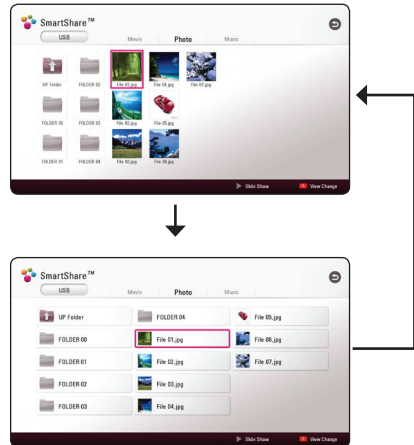 SmartShare™
USB
Movie Photo Music
UP Folder FOLDER 02 File 01.jpg File 04.jpg File 07.jpg
FOLDER 00 FOLDER 03 File 02.jpg File 05.jpg
FOLDER 01 FOLDER 04 File 03.jpg File 06.jpg
Slide Show View Change
SmartShare™
USB
Movie Photo Music
UP Folder FOLDER 04 File 05.jpg
FOLDER 00 File 01.jpg File 06.jpg
FOLDER 01 File 02.jpg File 07.jpg
FOLDER 02 File 03.jpg
FOLDER 03 File 04.jpg
Slide Show View Change